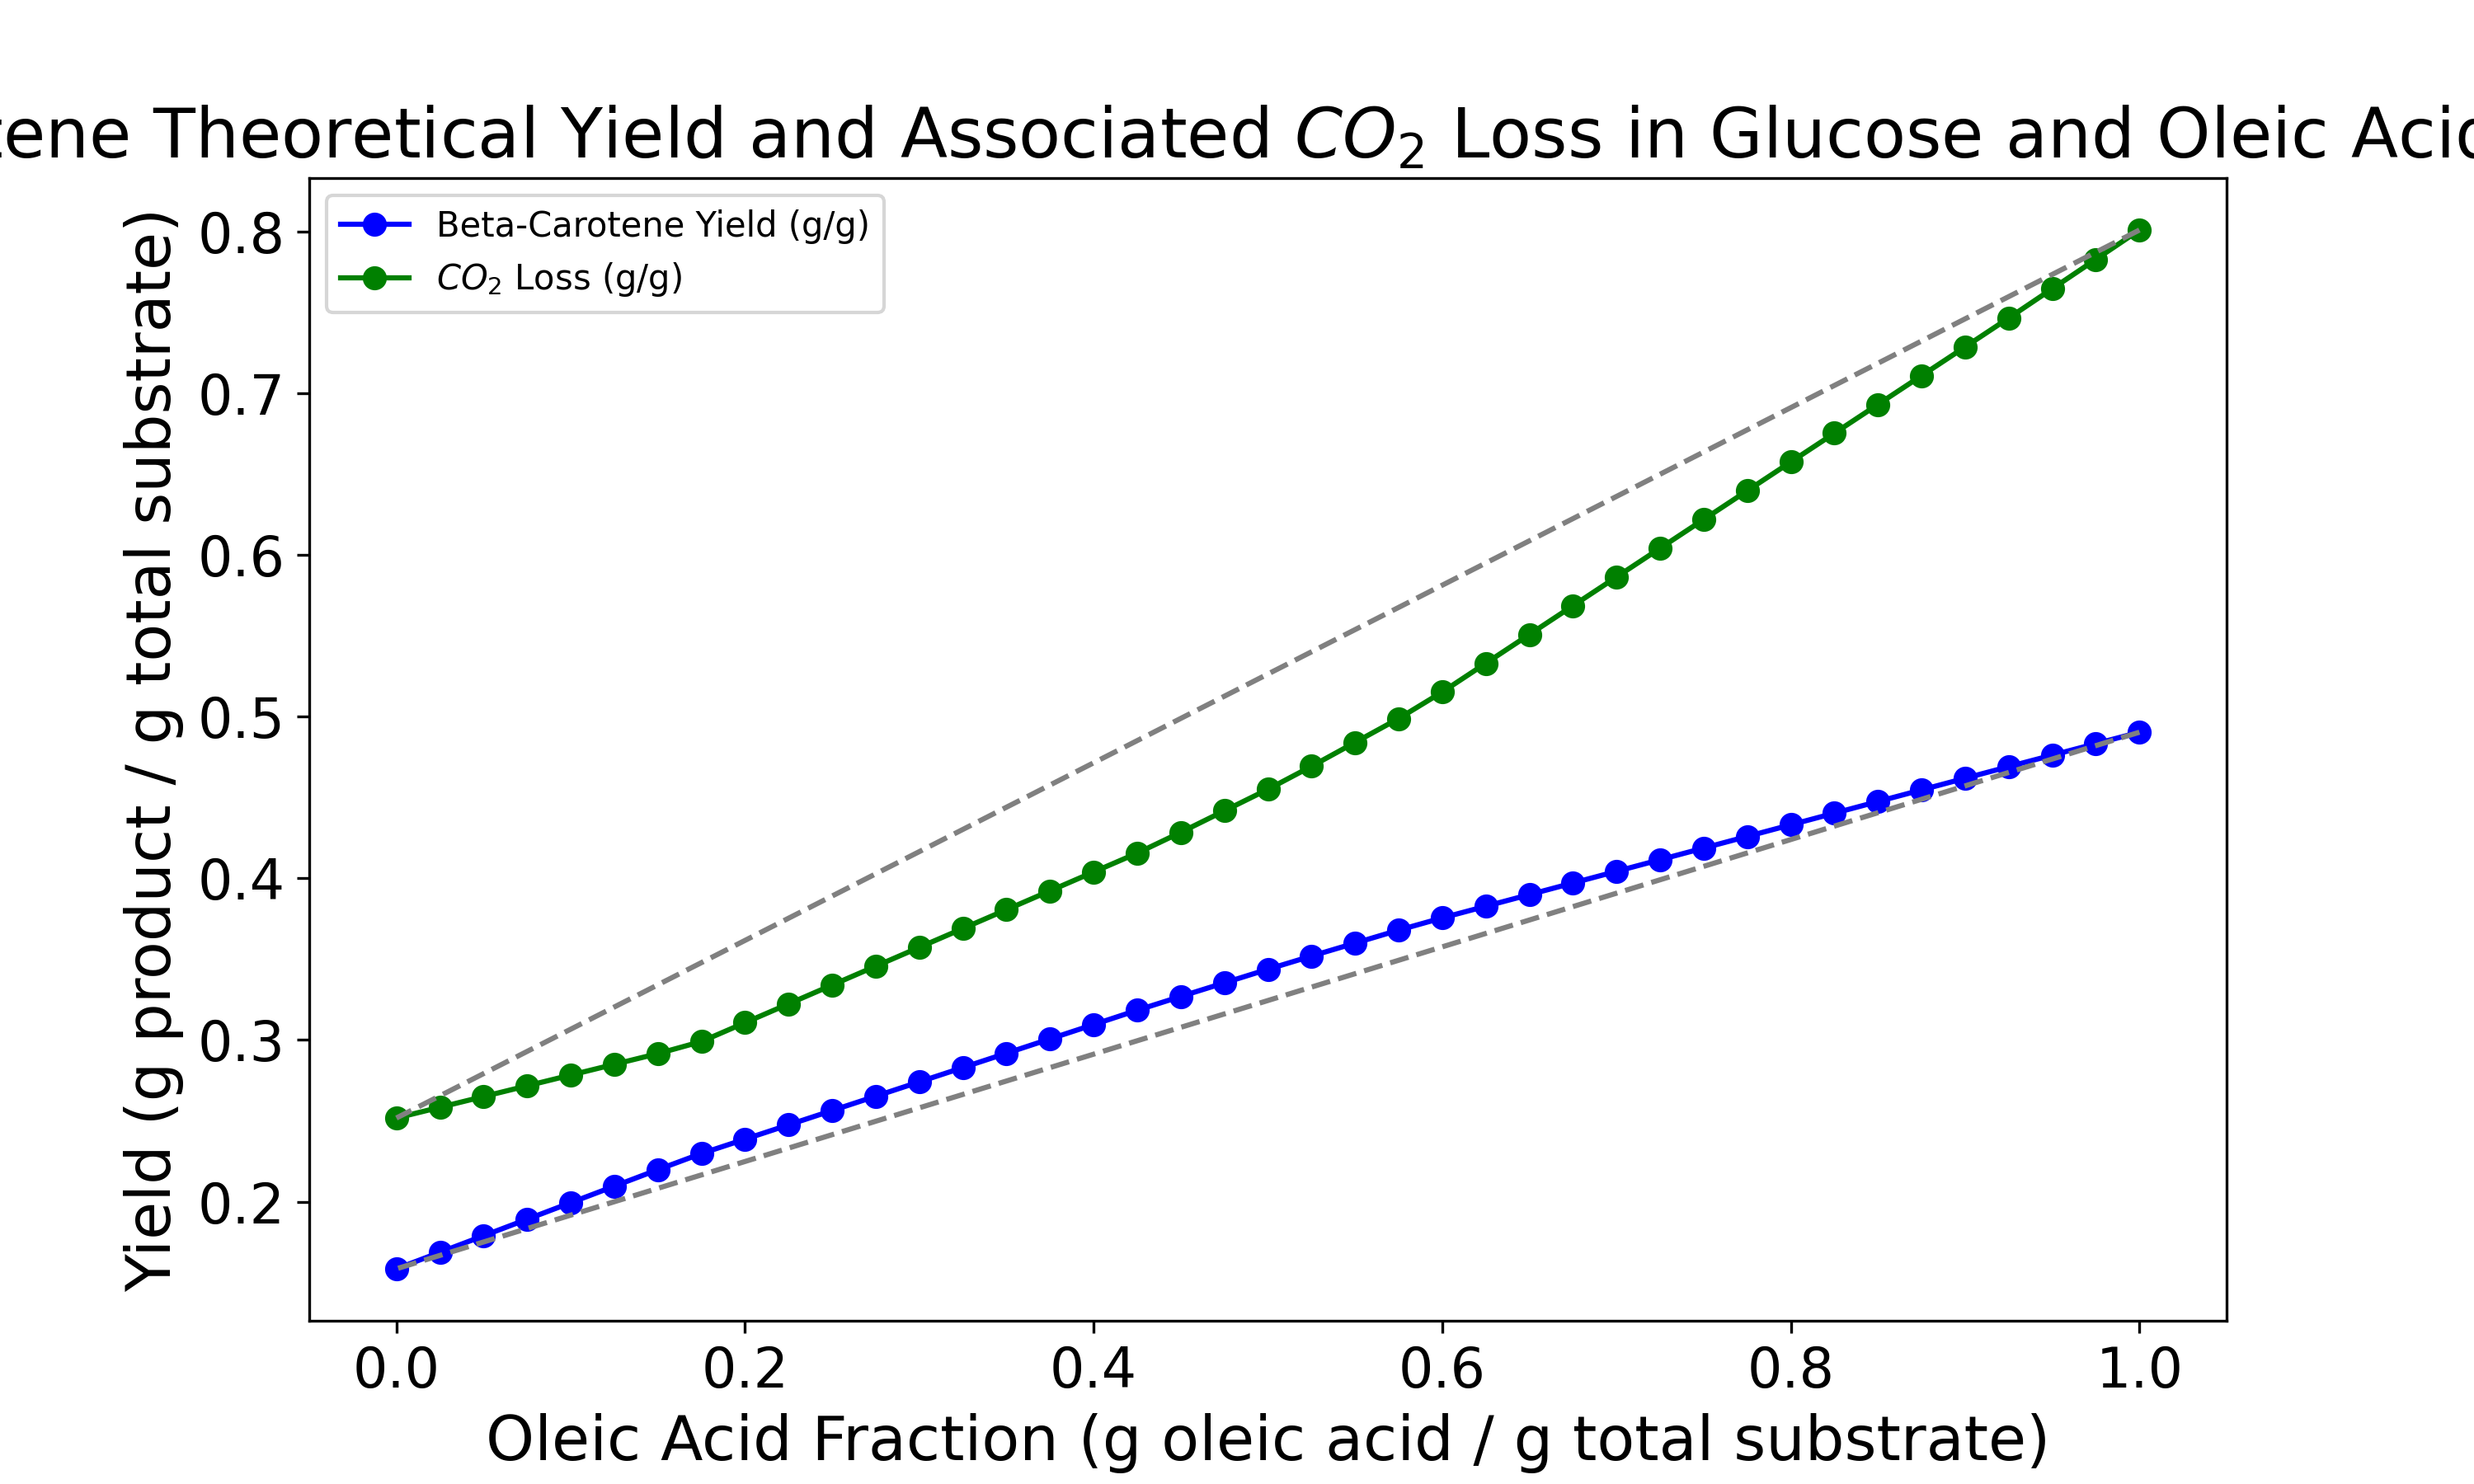 tene Theoretical Yield and Associated CO₂ Loss in Glucose and Oleic Acid
Beta-Carotene Yield (g/g)
CO₂ Loss (g/g)
Yield (g product / g total substrate)
0.8
0.7
0.6
0.5
0.4
0.3
0.2
0.0 0.2 0.4 0.6 0.8 1.0
Oleic Acid Fraction (g oleic acid / g total substrate)